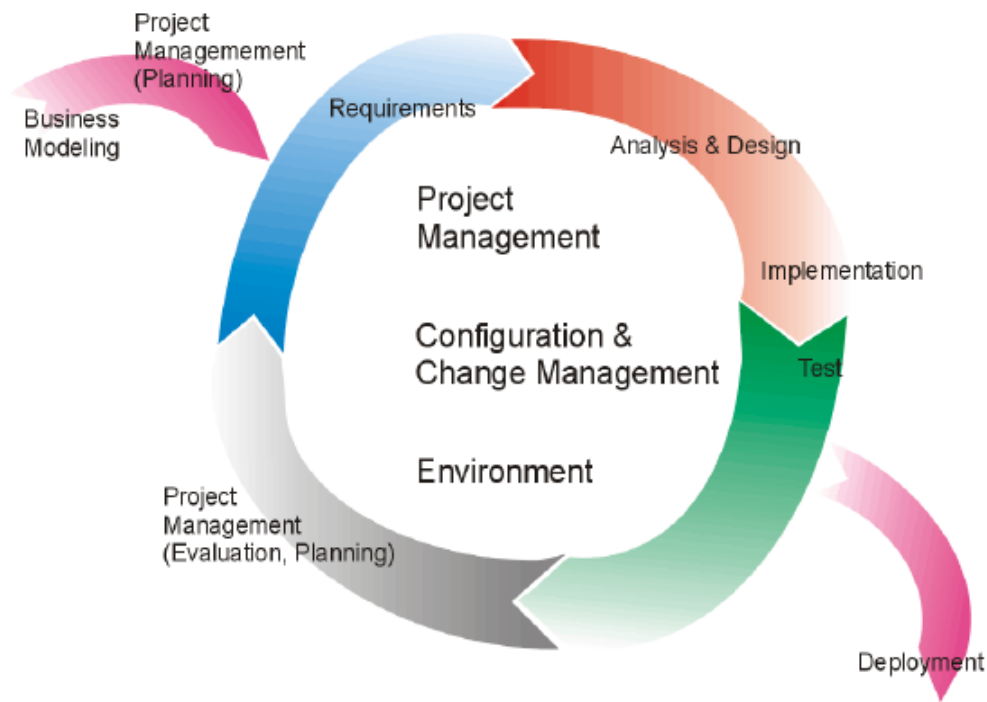 Project
Managemement
(Planning)
Business
Modeling
Requirements
Analysis & Design
Project
Management
Implementation
Configuration &
Change Management
Test
Environment
Project
Management
(Evaluation, Planning)
Deployment